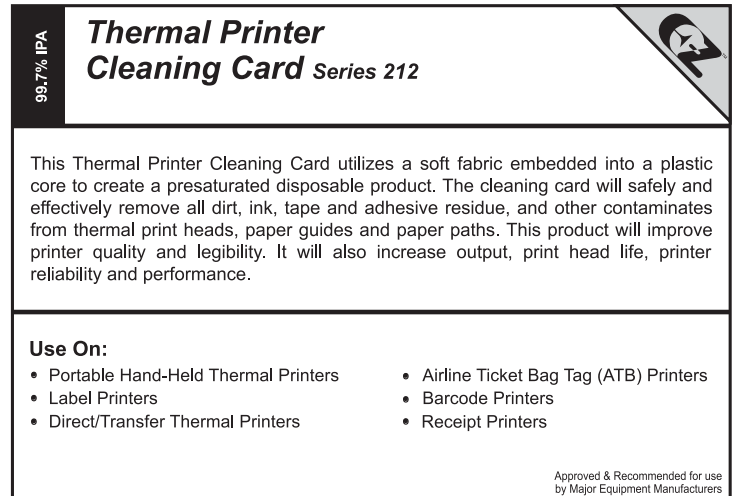 99.7% IPA
Thermal Printer
Cleaning Card Series 212
This Thermal Printer Cleaning Card utilizes a soft fabric embedded into a plastic
core to create a presaturated disposable product. The cleaning card will safely and
effectively remove all dirt, ink, tape and adhesive residue, and other contaminates
from thermal print heads, paper guides and paper paths. This product will improve
printer quality and legibility. It will also increase output, print head life, printer
reliability and performance.
Use On:
• Portable Hand-Held Thermal Printers
• Label Printers
• Direct/Transfer Thermal Printers
• Airline Ticket Bag Tag (ATB) Printers
• Barcode Printers
• Receipt Printers
Approved & Recommended for use
by Major Equipment Manufacturers